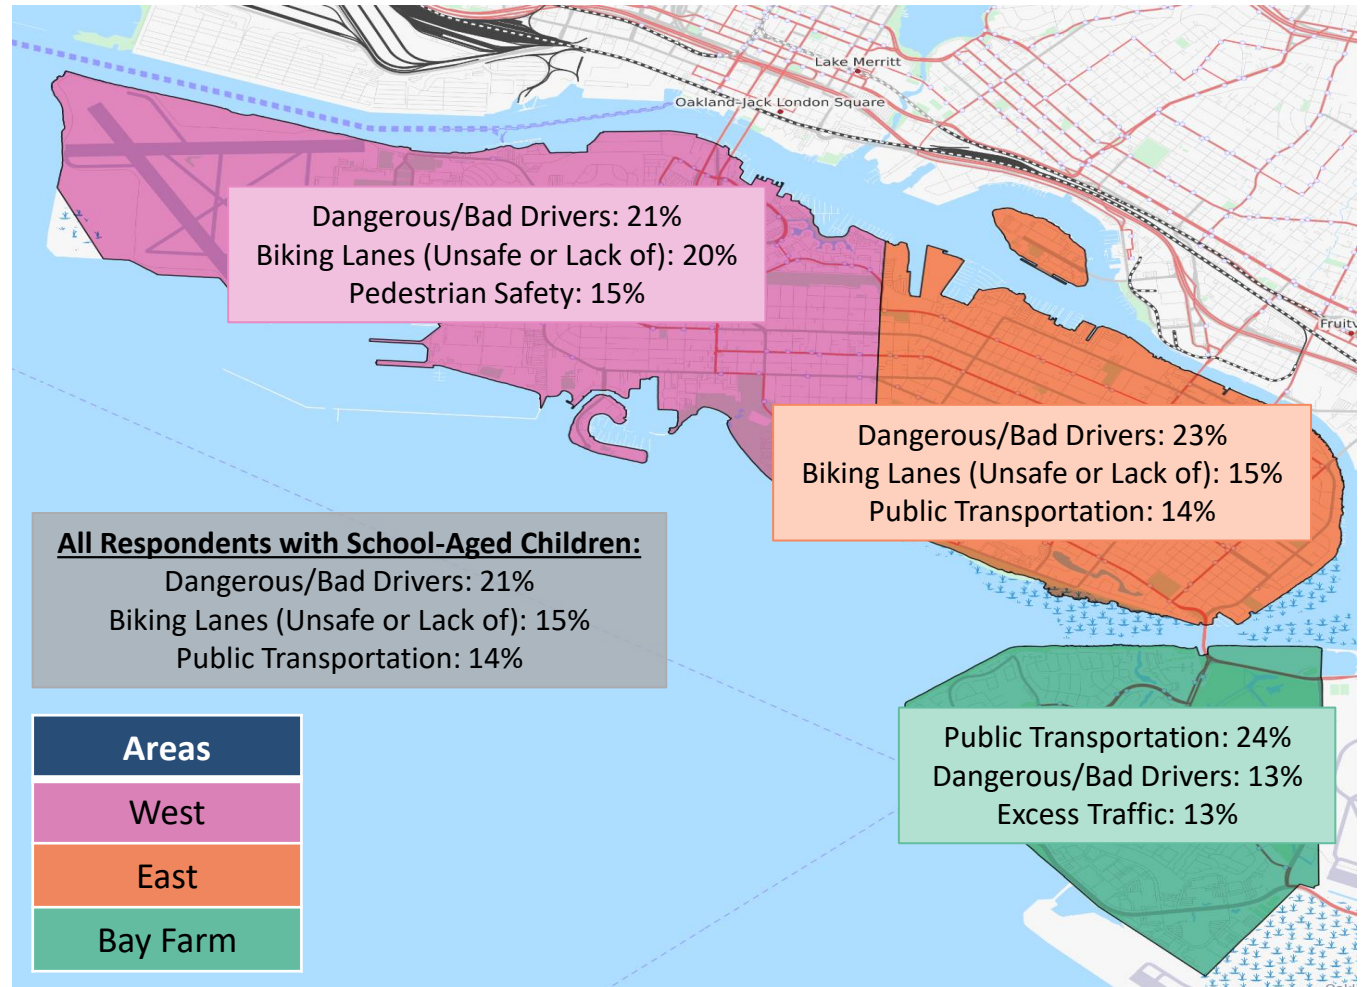 Lake Merritt
Oakland-Jack London Square
Dangerous/Bad Drivers: 21%
Biking Lanes (Unsafe or Lack of): 20%
Pedestrian Safety: 15%
Dangerous/Bad Drivers: 23%
Biking Lanes (Unsafe or Lack of): 15%
Public Transportation: 14%
All Respondents with School-Aged Children:
Dangerous/Bad Drivers: 21%
Biking Lanes (Unsafe or Lack of): 15%
Public Transportation: 14%
Public Transportation: 24%
Dangerous/Bad Drivers: 13%
Excess Traffic: 13%
Areas
West
East
Bay Farm